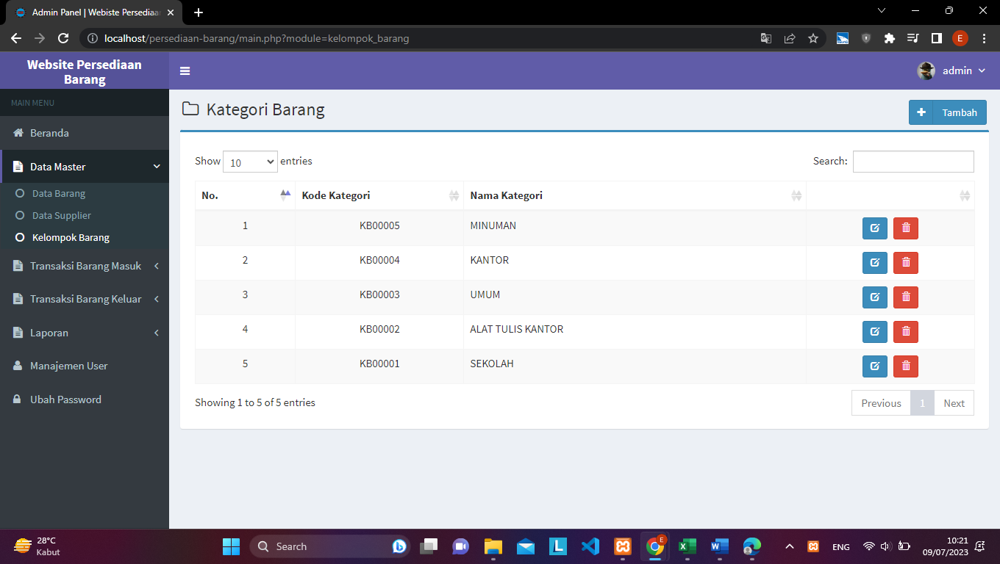 Admin Panel | Webiste Persediaan
localhost/persediaan-barang/main.php?module=kelompok_barang
E
Website Persediaan
Barang
admin
MAIN MENU
Beranda
Data Master
Data Barang
Data Supplier
Kelompok Barang
Transaksi Barang Masuk
Transaksi Barang Keluar
Laporan
Manajemen User
Ubah Password
Kategori Barang
Tambah
Show 10 entries
Search:
No. Kode Kategori Nama Kategori
1 KB00005 MINUMAN
2 KB00004 KANTOR
3 KB00003 UMUM
4 KB00002 ALAT TULIS KANTOR
5 KB00001 SEKOLAH
Showing 1 to 5 of 5 entries
Previous 1 Next
28°C
Kabut
Search
L
E
ENG
10:21
09/07/2023